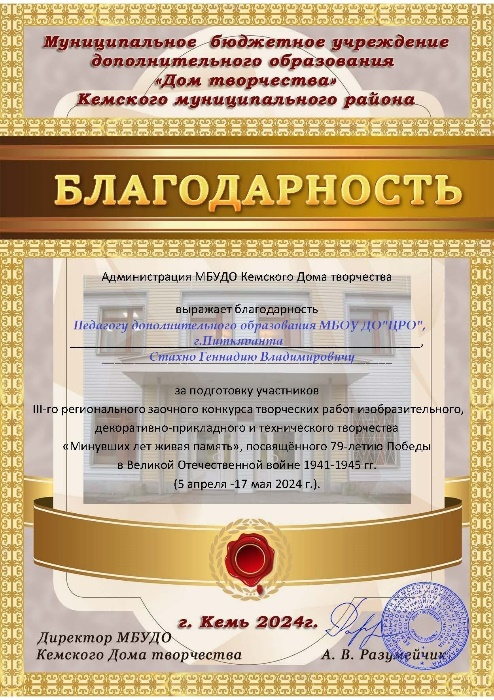 Муниципальное бюджетное учреждение
дополнительного образования
«Дом творчества»
Кемского муниципального района
БЛАГОДАРНОСТЬ
Администрация МБУДО Кемского Дома творчества
выражает благодарность
Педагогу дополнительного образования МБОУ ДО"ЦРО",
г.Питкяранта
Стахно Геннадию Владимировичу
за подготовку участников
III-го регионального заочного конкурса творческих работ изобразительного,
декоративно-прикладного и технического творчества
«Минувших лет живая память», посвящённого 79-летию Победы
в Великой Отечественной войне 1941-1945 гг.
(5 апреля -17 мая 2024 г.).
г. Кемь 2024г.
Директор МБУДО
Кемского Дома творчества А. В. Разумейчик